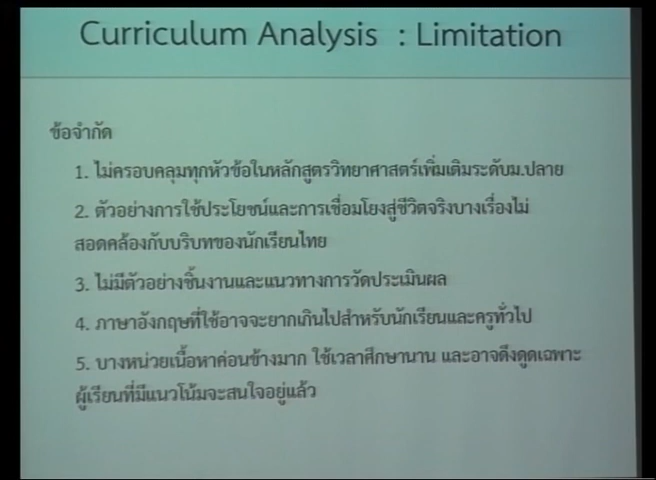 Curriculum Analysis : Limitation
ข้อจำกัด
1. ไม่ครอบคลุมทุกหัวข้อในหลักสูตรวิทยาศาสตร์เพิ่มเติมระดับม.ปลาย
2. ตัวอย่างการใช้ประโยชน์และการเชื่อมโยงสู่ชีวิตจริงบางเรื่องไม่
สอดคล้องกับบริบทของนักเรียนไทย
3. ไม่มีตัวอย่างชิ้นงานและแนวทางการวัดประเมินผล
4. ภาษาอังกฤษที่ใช้อาจจะยากเกินไปสำหรับนักเรียนและครูทั่วไป
5. บางหน่วยเนื้อหาค่อนข้างมาก ใช้เวลาศึกษานาน และอาจดึงดูดเฉพาะ
ผู้เรียนที่มีแนวโน้มจะสนใจอยู่แล้ว